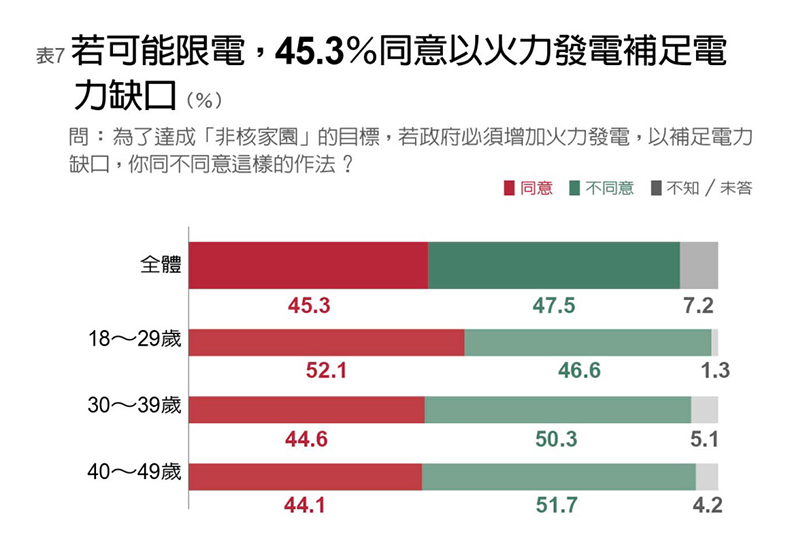 表7 若可能限電，45.3%同意以火力發電補足電
力缺口（%）
問：為了達成「非核家園」的目標，若政府必須增加火力發電，以補足電力
缺口，你同不同意這樣的作法？
同意 不同意 不知／未答
全體
45.3 47.5 7.2
18～29歲
52.1 46.6 1.3
30～39歲
44.6 50.3 5.1
40～49歲
44.1 51.7 4.2